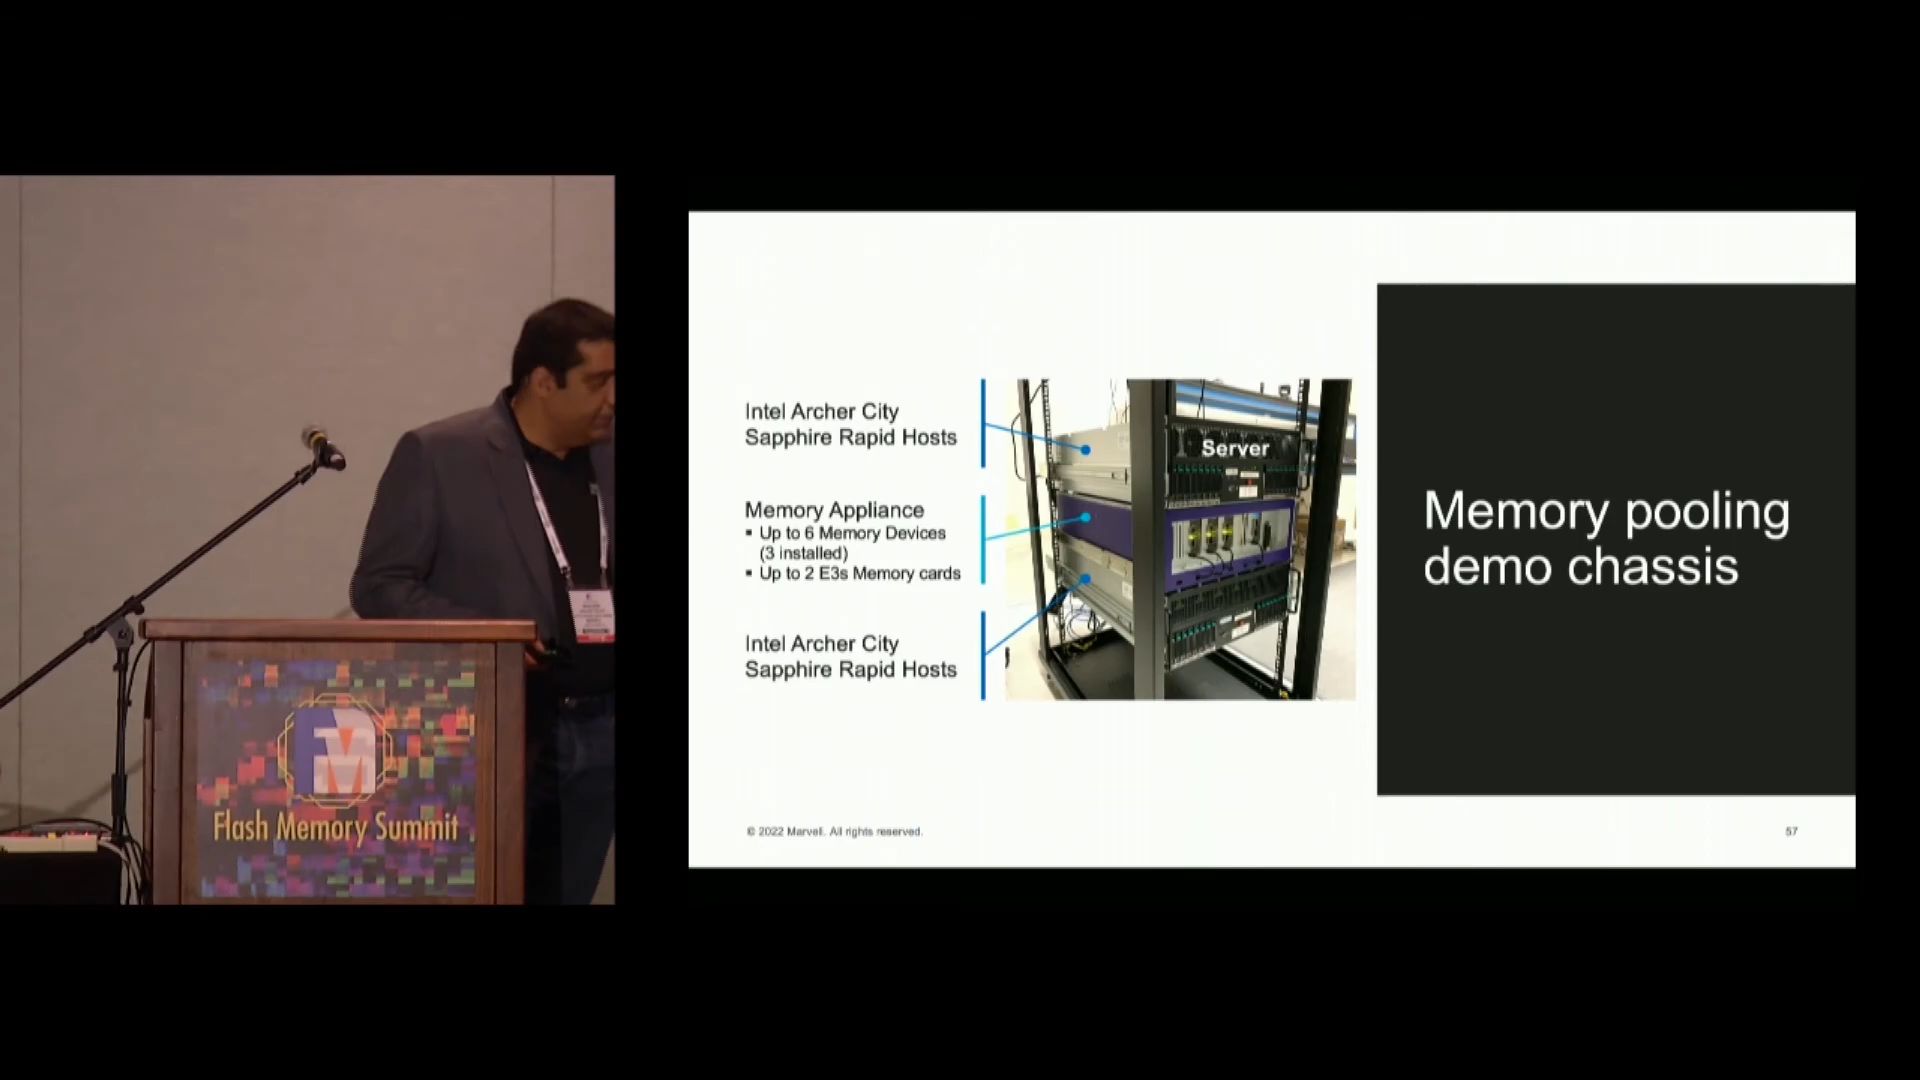 Intel Archer City
Sapphire Rapid Hosts
Memory Appliance
▪ Up to 6 Memory Devices
(3 installed)
▪ Up to 2 E3s Memory cards
Intel Archer City
Sapphire Rapid Hosts
Server
Memory pooling
demo chassis
© 2022 Marvell. All rights reserved.
57
FM
Flash Memory Summit